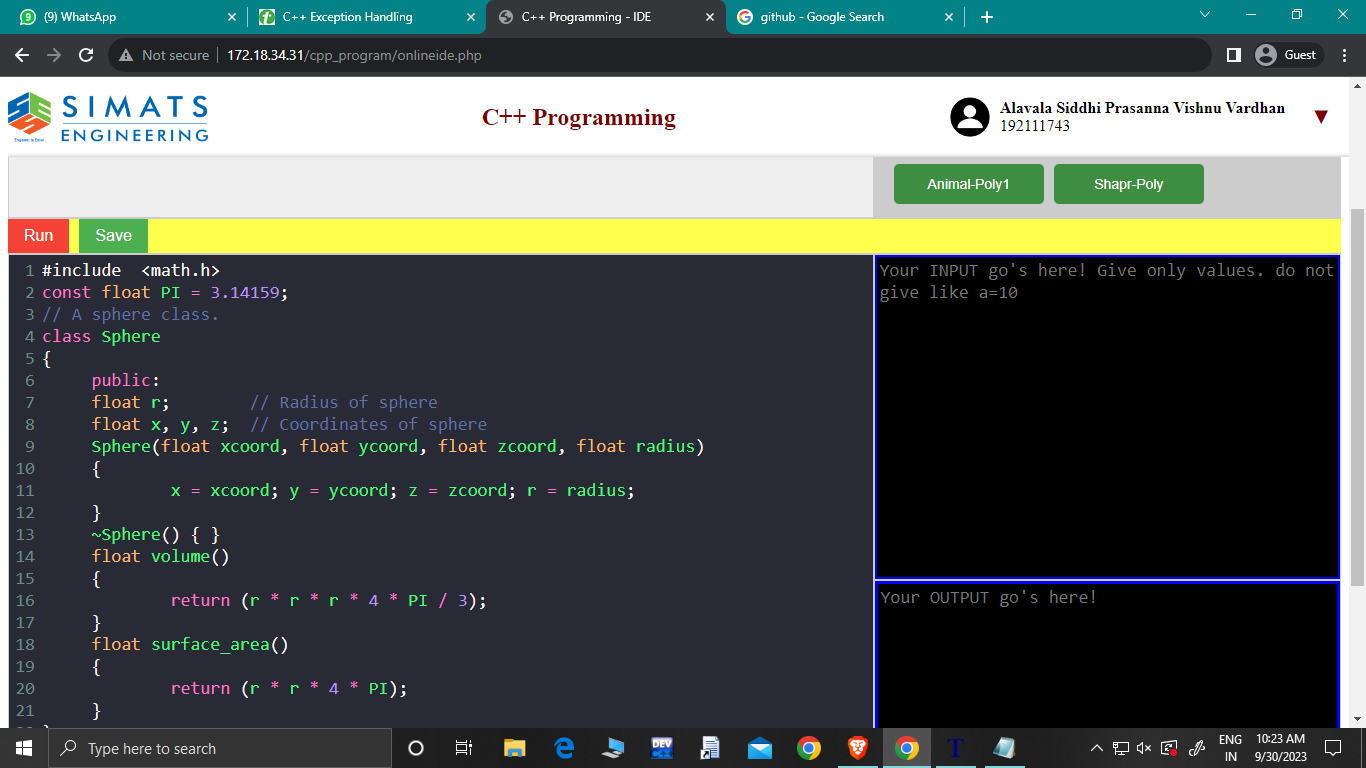 (9) WhatsApp
C++ Exception Handling
C++ Programming - IDE
github - Google Search
Not secure
172.18.34.31/cpp_program/onlineide.php
Guest
SIMATS
ENGINEERING
C++ Programming
Alavala Siddhi Prasanna Vishnu Vardhan
192111743
Animal-Poly1
Shapr-Poly
Run
Save
1 #include  <math.h>
2 const float PI = 3.14159;
3 // A sphere class.
4 class Sphere
5 {
6      public:
7      float r;        // Radius of sphere
8      float x, y, z;  // Coordinates of sphere
9      Sphere(float xcoord, float ycoord, float zcoord, float radius)
10      {
11              x = xcoord; y = ycoord; z = zcoord; r = radius;
12      }
13      ~Sphere() { }
14      float volume()
15      {
16              return (r * r * r * 4 * PI / 3);
17      }
18      float surface_area()
19      {
20              return (r * r * 4 * PI);
21      }
Your INPUT go's here! Give only values. do not
give like a=10
Your OUTPUT go's here!
Type here to search
DEV
T
ENG
IN
10:23 AM
9/30/2023